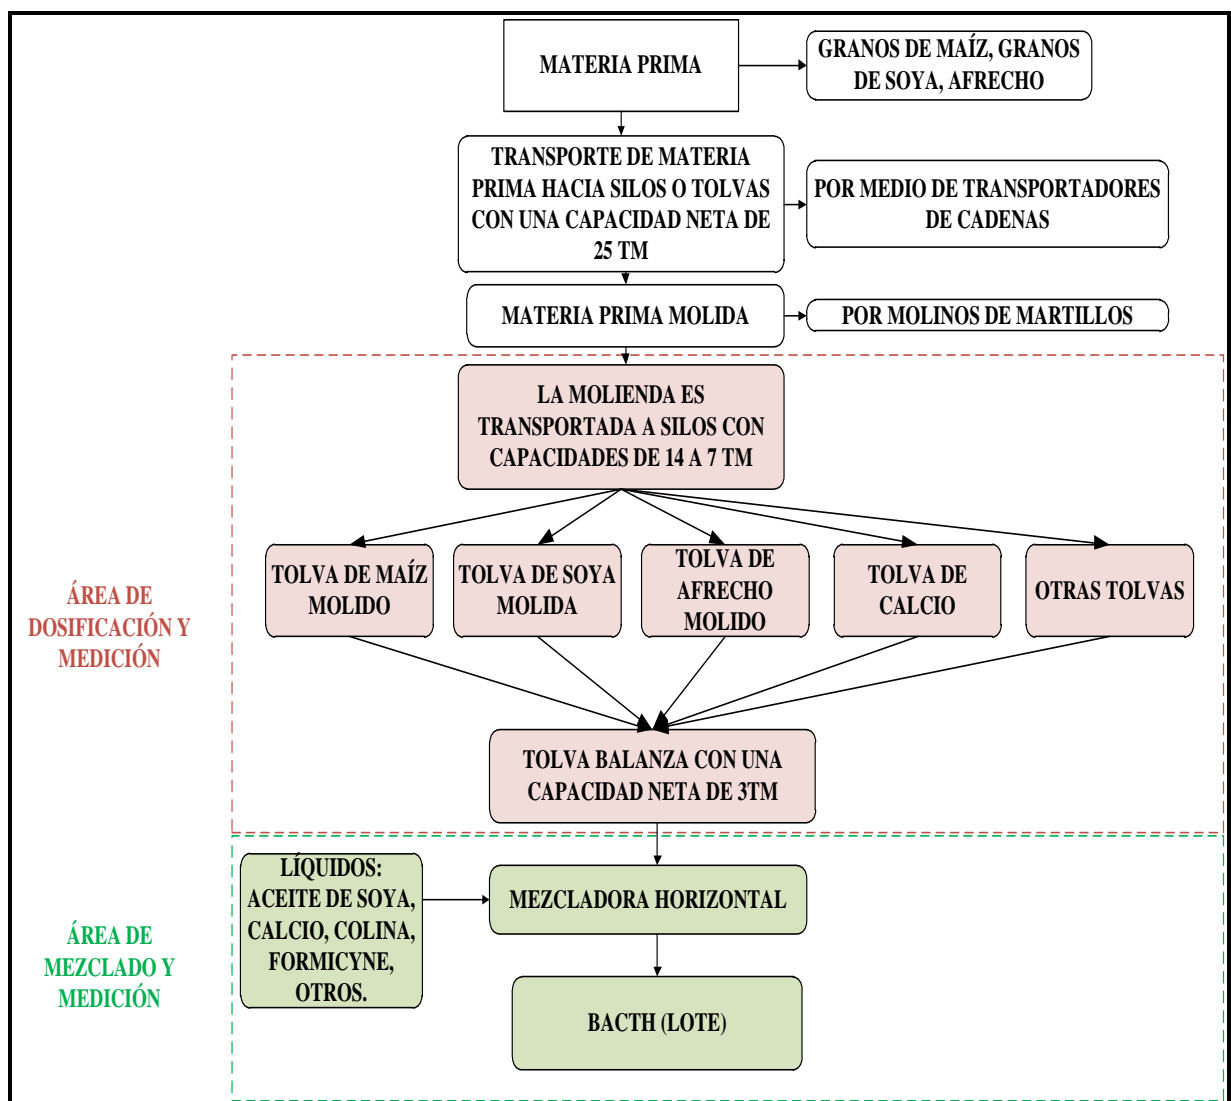 MATERIA PRIMA
GRANOS DE MAÍZ, GRANOS
DE SOYA, AFRECHO
TRANSPORTE DE MATERIA
PRIMA HACIA SILOS O TOLVAS
CON UNA CAPACIDAD NETA DE
25 TM
POR MEDIO DE TRANSPORTADORES
DE CADENAS
MATERIA PRIMA MOLIDA
POR MOLINOS DE MARTILLOS
LA MOLIENDA ES
TRANSPORTADA A SILOS CON
CAPACIDADES DE 14 A 7 TM
ÁREA DE
DOSIFICACIÓN Y
MEDICIÓN
TOLVA DE MAÍZ
MOLIDO
TOLVA DE SOYA
MOLIDA
TOLVA DE
AFRECHO
MOLIDO
TOLVA DE
CALCIO
OTRAS TOLVAS
TOLVA BALANZA CON UNA
CAPACIDAD NETA DE 3TM
ÁREA DE
MEZCLADO Y
MEDICIÓN
LÍQUIDOS:
ACEITE DE SOYA,
CALCIO, COLINA,
FORMICYNE,
OTROS.
MEZCLADORA HORIZONTAL
BACTH (LOTE)